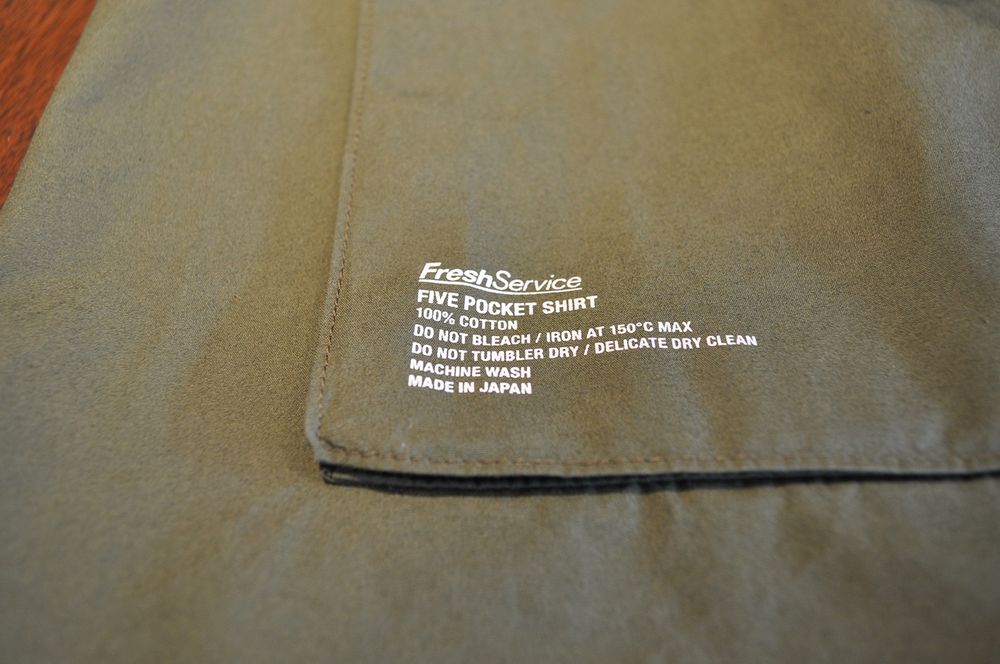 FreshService
FIVE POCKET SHIRT
100% COTTON
DO NOT BLEACH / IRON AT 150°C MAX
DO NOT TUMBLER DRY / DELICATE DRY CLEAN
MACHINE WASH
MADE IN JAPAN